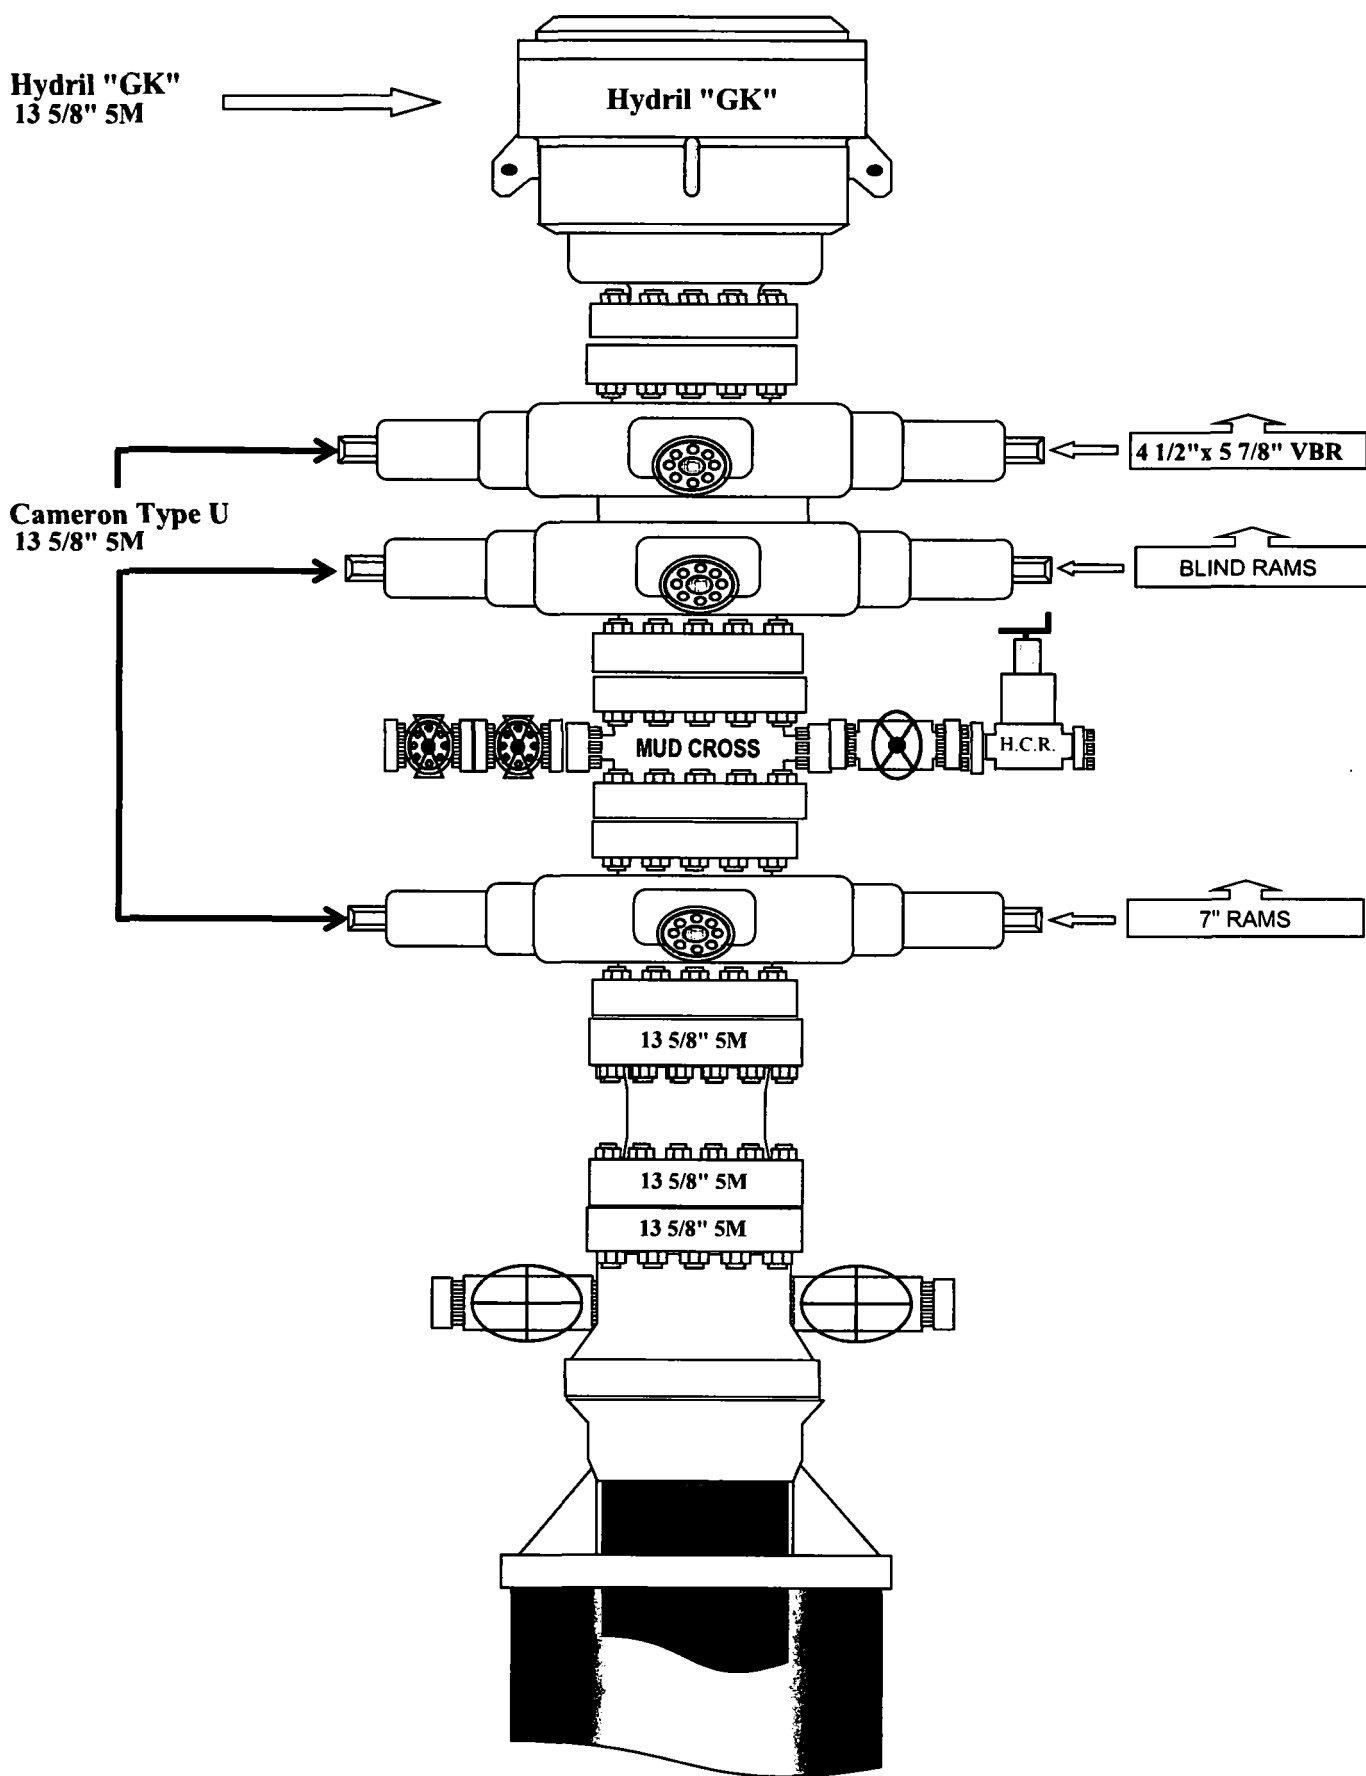 Hydril "GK"
13 5/8" 5M
Hydril "GK"
4 1/2"x 5 7/8" VBR
Cameron Type U
13 5/8" 5M
BLIND RAMS
MUD CROSS
H.C.R.
7" RAMS
13 5/8" 5M
13 5/8" 5M
13 5/8" 5M